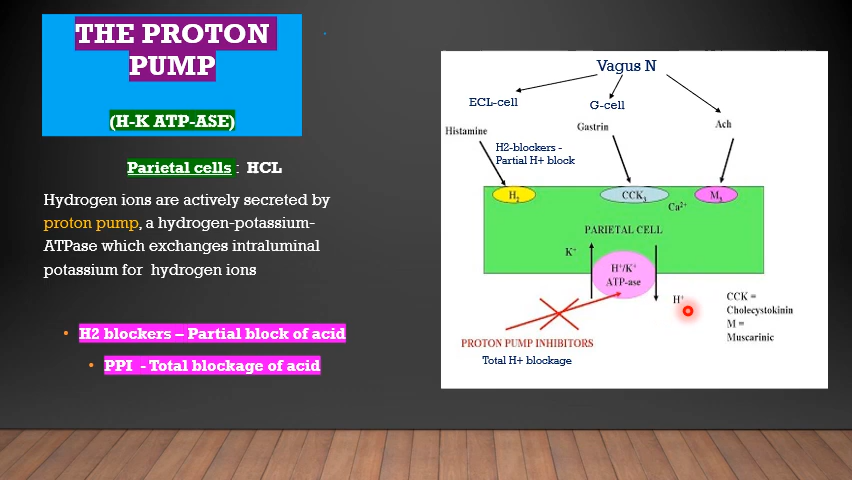 THE PROTON
PUMP
(H-K ATP-ASE)
Parietal cells : HCL
Hydrogen ions are actively secreted by
proton pump, a hydrogen-potassium-
ATPase which exchanges intraluminal
potassium for hydrogen ions
• H2 blockers – Partial block of acid
• PPI - Total blockage of acid
Vagus N
ECL-cell
G-cell
Histamine
Gastrin
Ach
H2-blockers -
Partial H+ block
H2
CCK3
M3
Ca2+
PARIETAL CELL
K+
H+/K+
ATP-ase
H+
CCK =
Cholecystokinin
M =
Muscarinic
PROTON PUMP INHIBITORS
Total H+ blockage